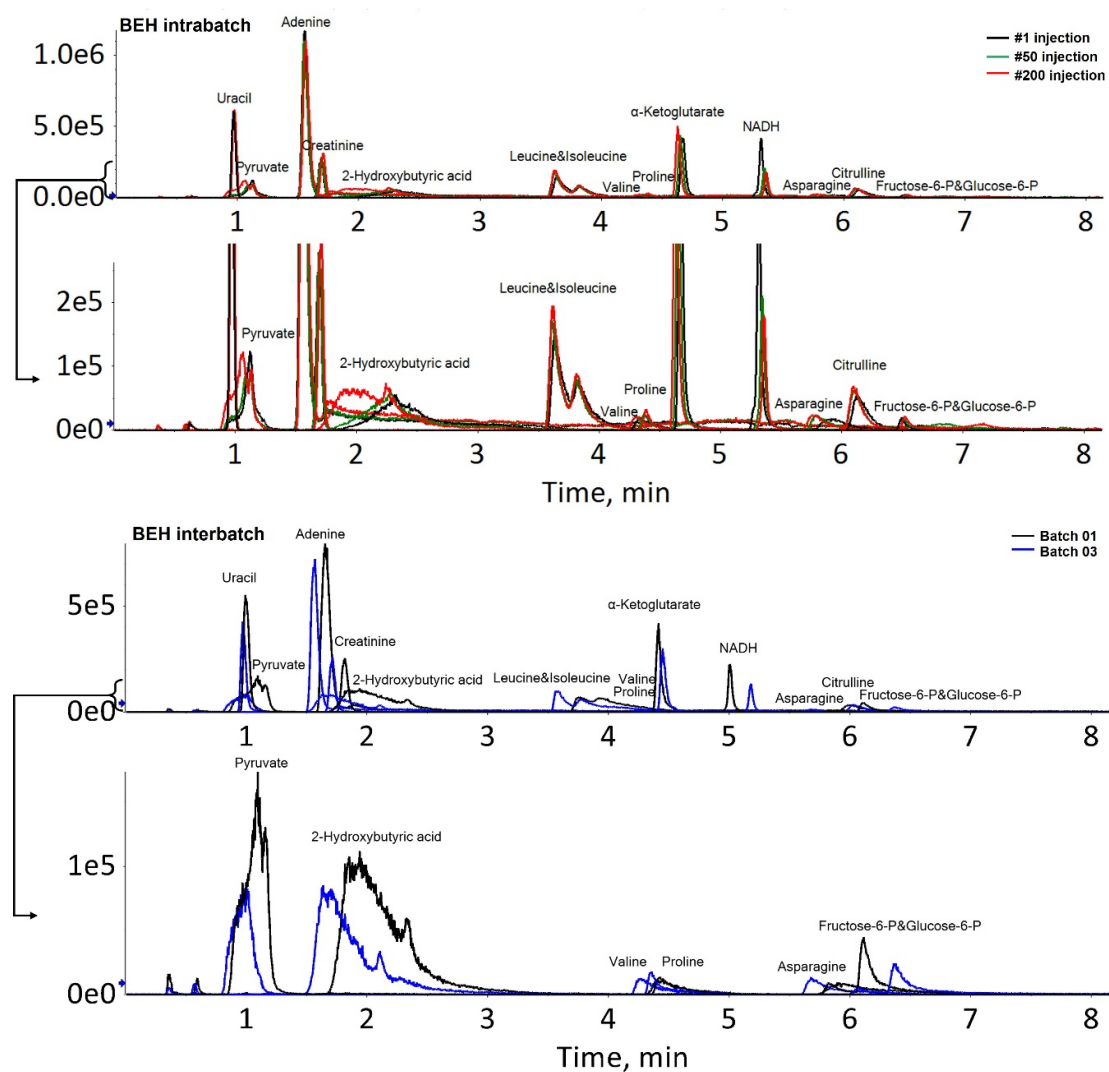 BEH intrabatch
Adenine
#1 injection
#50 injection
#200 injection
1.0e6
Uracil
5.0e5
α-Ketoglutarate
NADH
Creatinine
Pyruvate
Leucine&Isoleucine
2-Hydroxybutyric acid
Proline
Valine
Citrulline
Asparagine
Fructose-6-P&Glucose-6-P
0.0e0
1 2 3 4 5 6 7 8
2e5
Leucine&Isoleucine
Pyruvate
2-Hydroxybutyric acid
Citrulline
1e5
Proline
Valine
Asparagine
Fructose-6-P&Glucose-6-P
0e0
1 2 3 4 5 6 7 8
Time, min
BEH interbatch
Adenine
Batch 01
Batch 03
Uracil
5e5
α-Ketoglutarate
Creatinine
NADH
Pyruvate
2-Hydroxybutyric acid
Leucine&Isoleucine
Valine
Proline
Citrulline
Asparagine
Fructose-6-P&Glucose-6-P
0e0
1 2 3 4 5 6 7 8
Pyruvate
2-Hydroxybutyric acid
1e5
Fructose-6-P&Glucose-6-P
Valine
Proline
Asparagine
0e0
1 2 3 4 5 6 7 8
Time, min